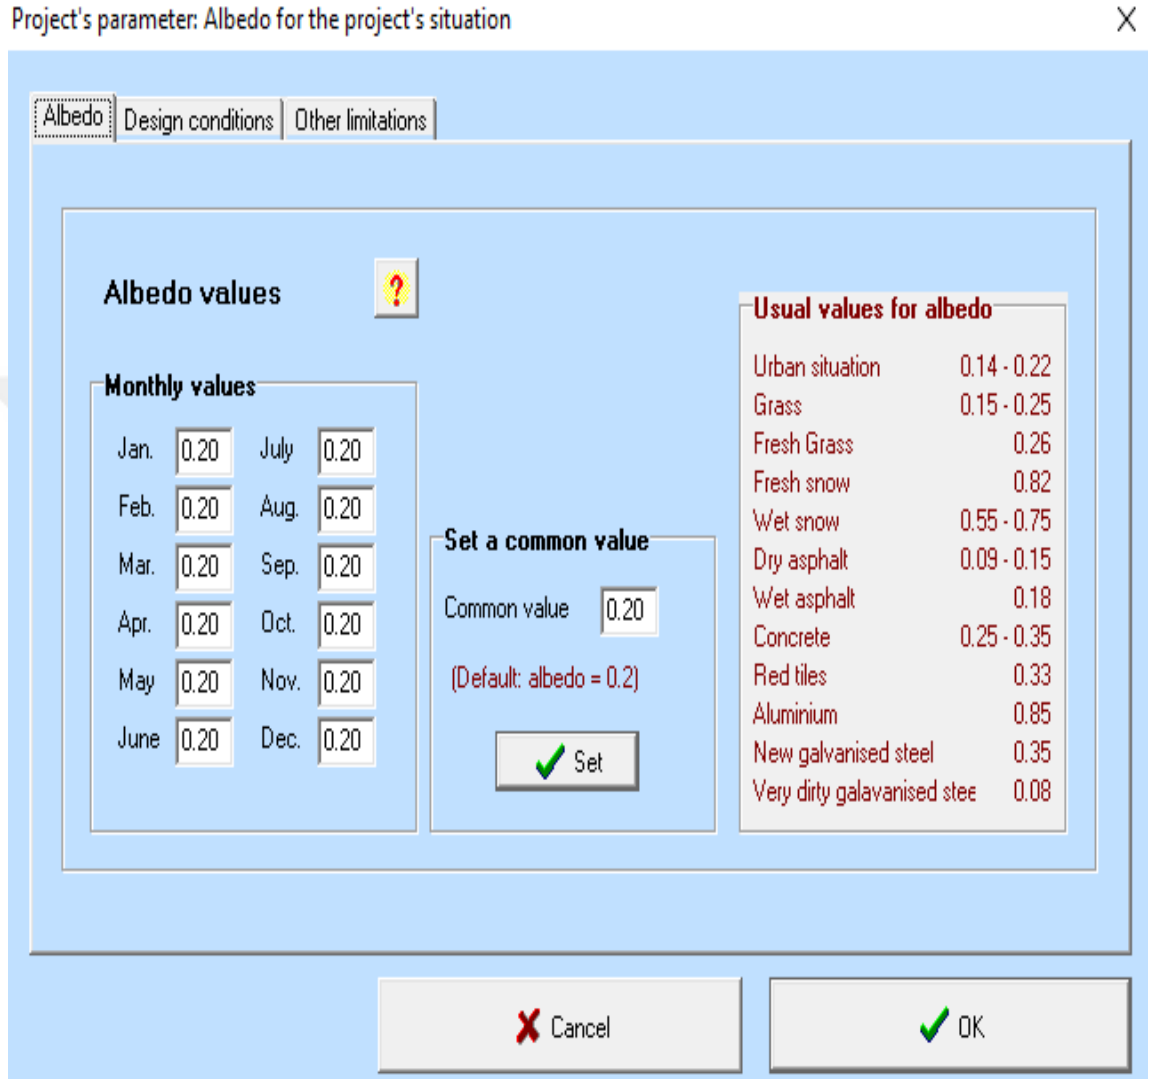 Project's parameter: Albedo for the project's situation
Albedo Design conditions Other limitations
Albedo values ?
Monthly values
Jan. 0.20 July 0.20
Feb. 0.20 Aug. 0.20
Mar. 0.20 Sep. 0.20
Apr. 0.20 Oct. 0.20
May 0.20 Nov. 0.20
June 0.20 Dec. 0.20
Set a common value
Common value 0.20
(Default: albedo = 0.2)
Set
Usual values for albedo
Urban situation 0.14 - 0.22
Grass 0.15 - 0.25
Fresh Grass 0.26
Fresh snow 0.82
Wet snow 0.55 - 0.75
Dry asphalt 0.09 - 0.15
Wet asphalt 0.18
Concrete 0.25 - 0.35
Red tiles 0.33
Aluminium 0.85
New galvanised steel 0.35
Very dirty galavanised stee 0.08
Cancel OK